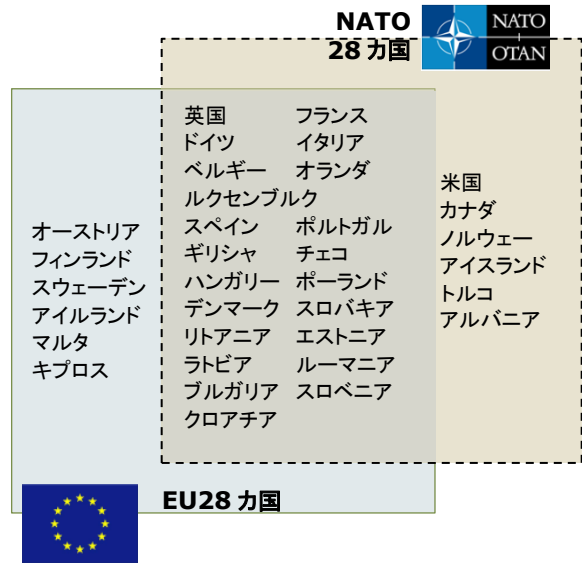 NATO
28 カ国
NATO
OTAN
英国 フランス
ドイツ イタリア
ベルギー オランダ
ルクセンブルク
スペイン ポルトガル
ギリシャ チェコ
ハンガリー ポーランド
デンマーク スロバキア
リトアニア エストニア
ラトビア ルーマニア
ブルガリア スロベニア
クロアチア
オーストリア
フィンランド
スウェーデン
アイルランド
マルタ
キプロス
米国
カナダ
ノルウェー
アイスランド
トルコ
アルバニア
EU28 カ国